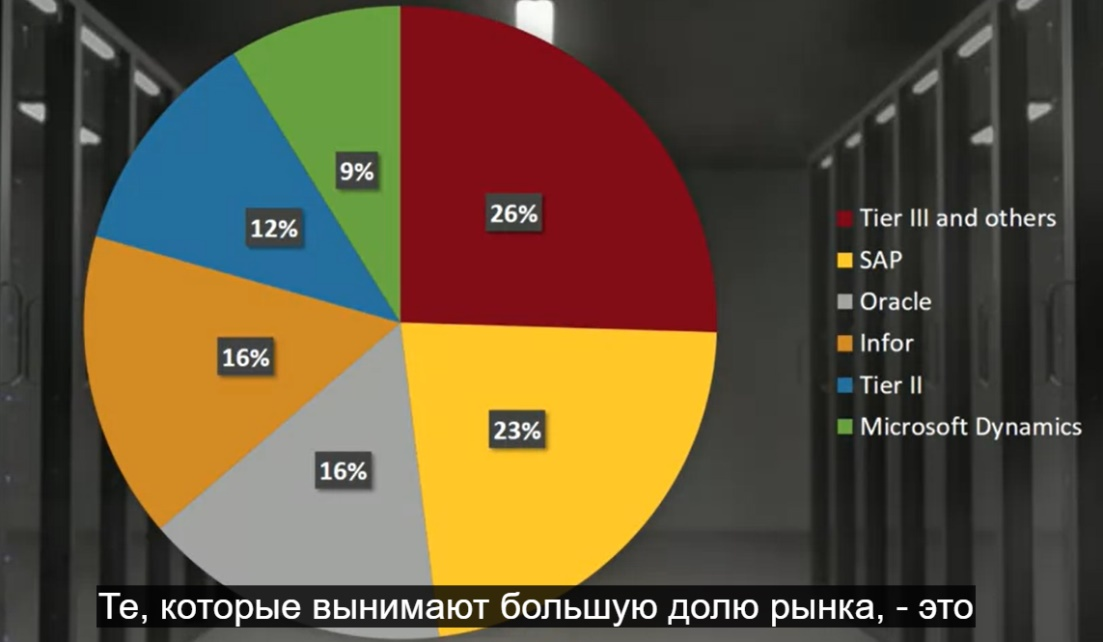 9%
26%
12%
16%
23%
16%
Tier III and others
SAP
Oracle
Infor
Tier II
Microsoft Dynamics
Те, которые вынимают большую долю рынка, - это